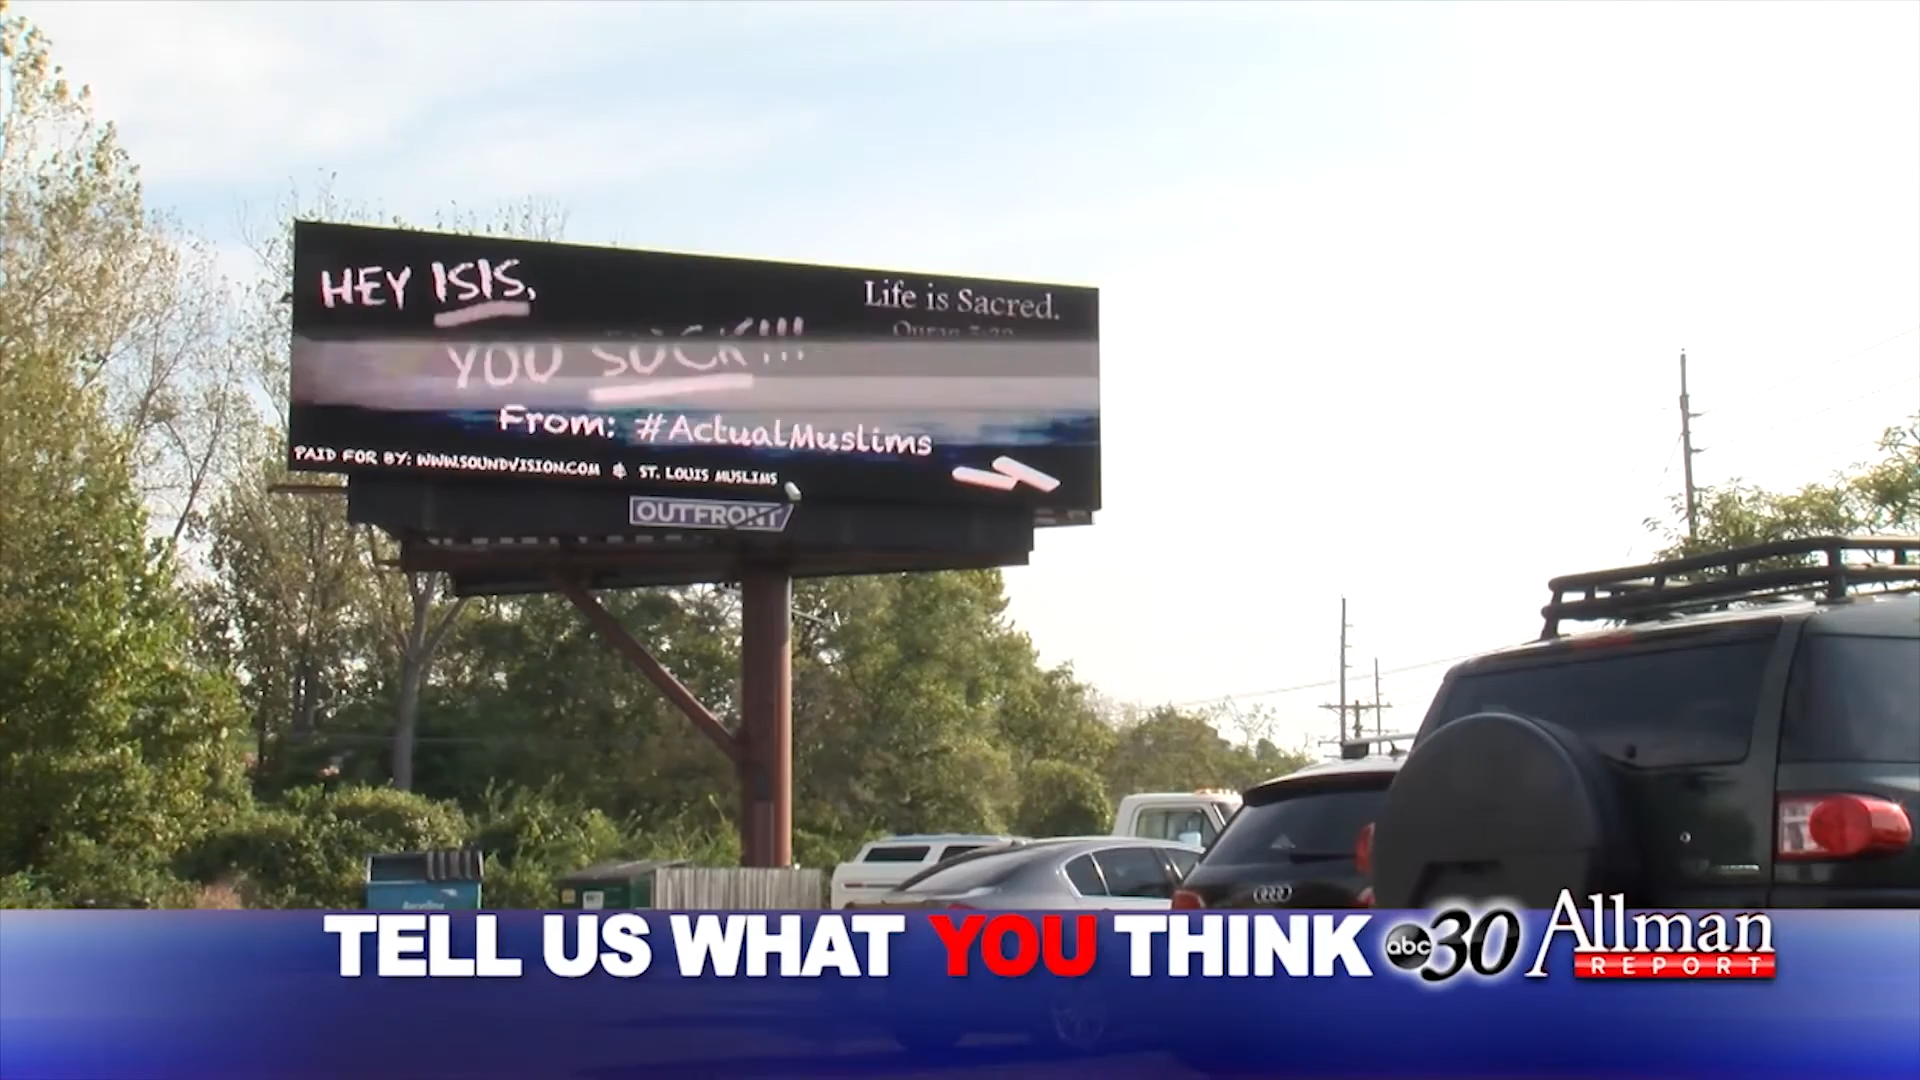 HEY ISIS,
Life is Sacred.
YOU SUCK!!!
From: #ActualMuslims
PAID FOR BY: WWW.SOUNDVISION.COM & ST. LOUIS MUSLIMS
OUTFRONT
TELL US WHAT YOU THINK
abc 30
Allman
REPORT